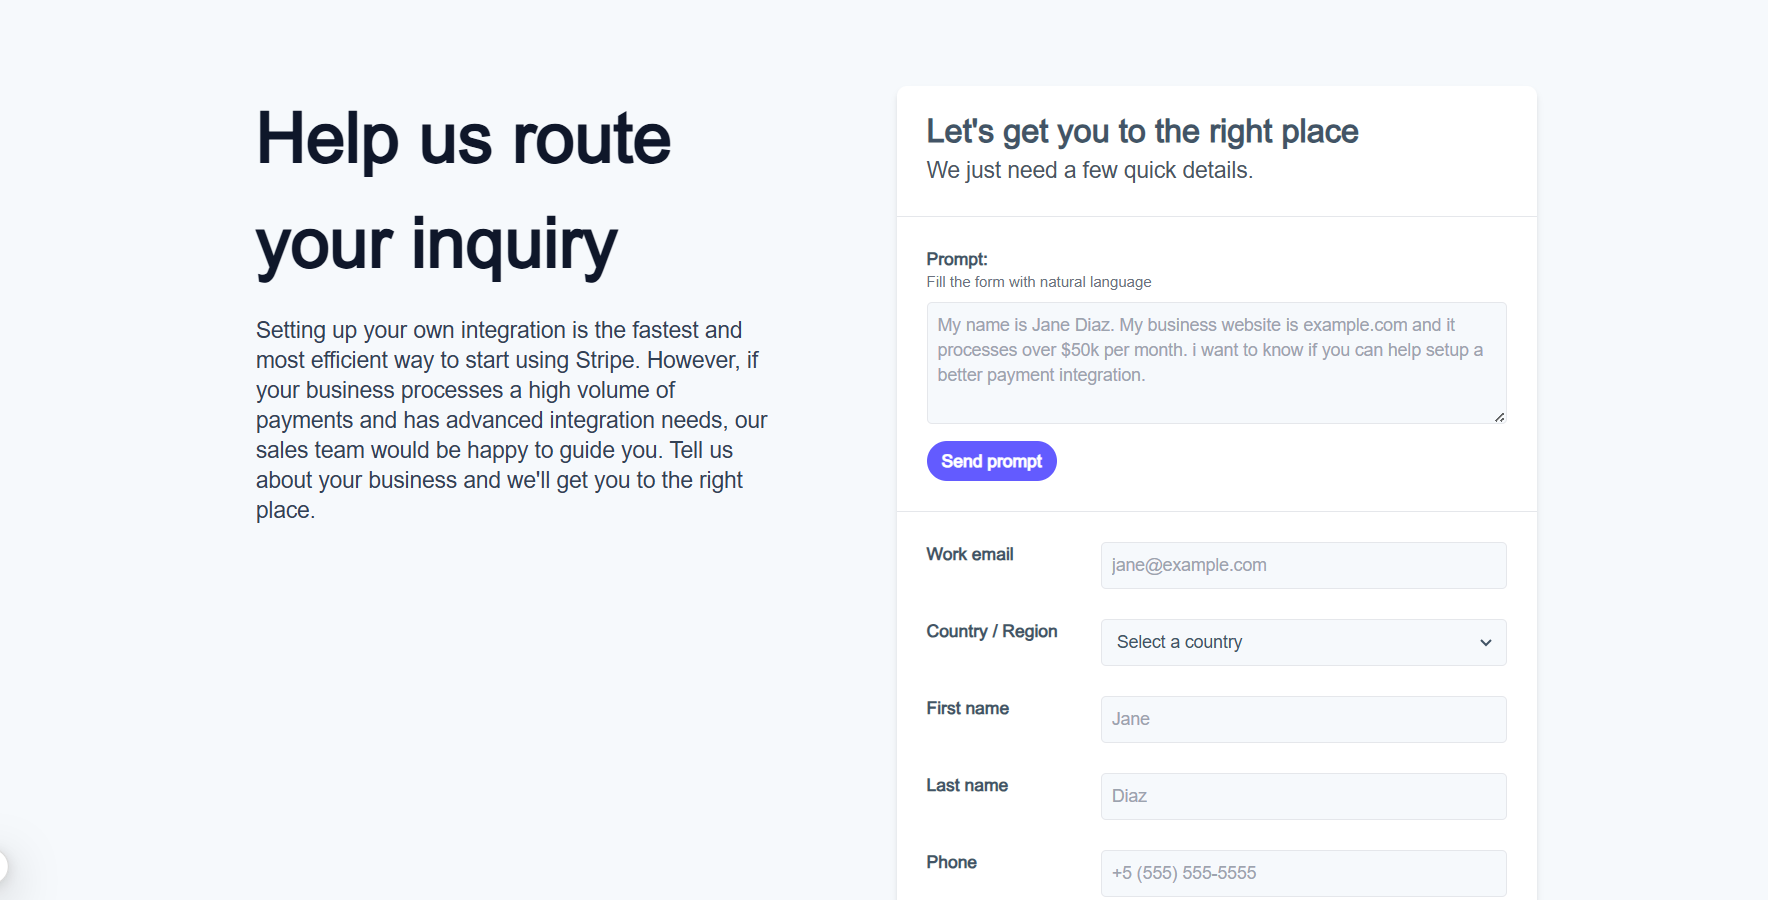 Help us route
your inquiry
Setting up your own integration is the fastest and
most efficient way to start using Stripe. However, if
your business processes a high volume of
payments and has advanced integration needs, our
sales team would be happy to guide you. Tell us
about your business and we'll get you to the right
place.
Let's get you to the right place
We just need a few quick details.
Prompt:
Fill the form with natural language
My name is Jane Diaz. My business website is example.com and it
processes over $50k per month. i want to know if you can help setup a
better payment integration.
Send prompt
Work email
jane@example.com
Country / Region
Select a country
First name
Jane
Last name
Diaz
Phone
+5 (555) 555-5555